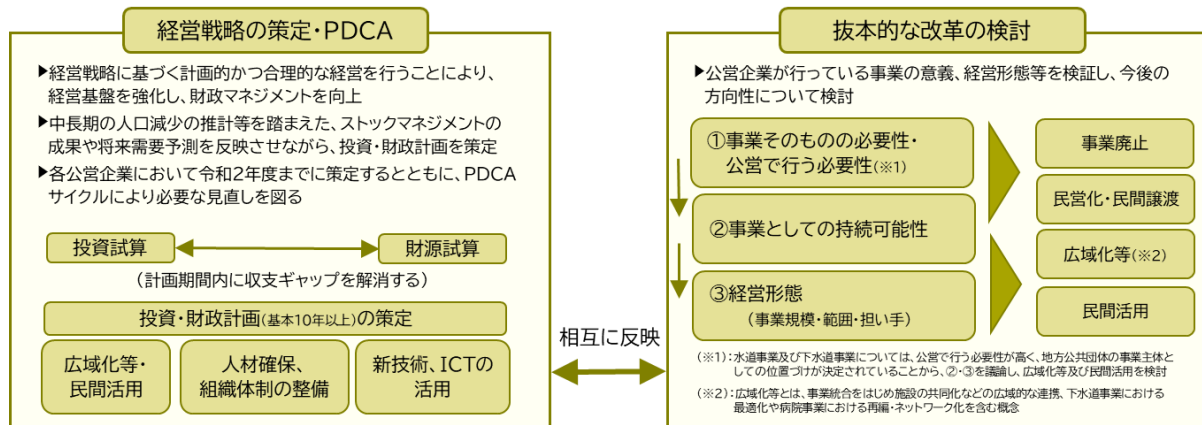 経営戦略の策定・PDCA
▶経営戦略に基づく計画的かつ合理的な経営を行うことにより、
経営基盤を強化し、財政マネジメントを向上
▶中長期の人口減少の推計等を踏まえた、ストックマネジメントの
成果や将来需要予測を反映させながら、投資・財政計画を策定
▶各公営企業において令和2年度までに策定するとともに、PDCA
サイクルにより必要な見直しを図る
投資試算
財源試算
(計画期間内に収支ギャップを解消する)
投資・財政計画(基本10年以上)の策定
広域化等・
民間活用
人材確保、
組織体制の整備
新技術、ICTの
活用
相互に反映
抜本的な改革の検討
▶公営企業が行っている事業の意義、経営形態等を検証し、今後の
方向性について検討
①事業そのものの必要性・
公営で行う必要性(※1)
②事業としての持続可能性
③経営形態
(事業規模・範囲・担い手)
事業廃止
民営化・民間譲渡
広域化等(※2)
民間活用
(※1):水道事業及び下水道事業については、公営で行う必要性が高く、地方公共団体の事業主体と
しての位置づけが決定されていることから、②・③を議論し、広域化等及び民間活用を検討
(※2):広域化等とは、事業統合をはじめ施設の共同化などの広域的な連携、下水道事業における
最適化や病院事業における再編・ネットワーク化を含む概念